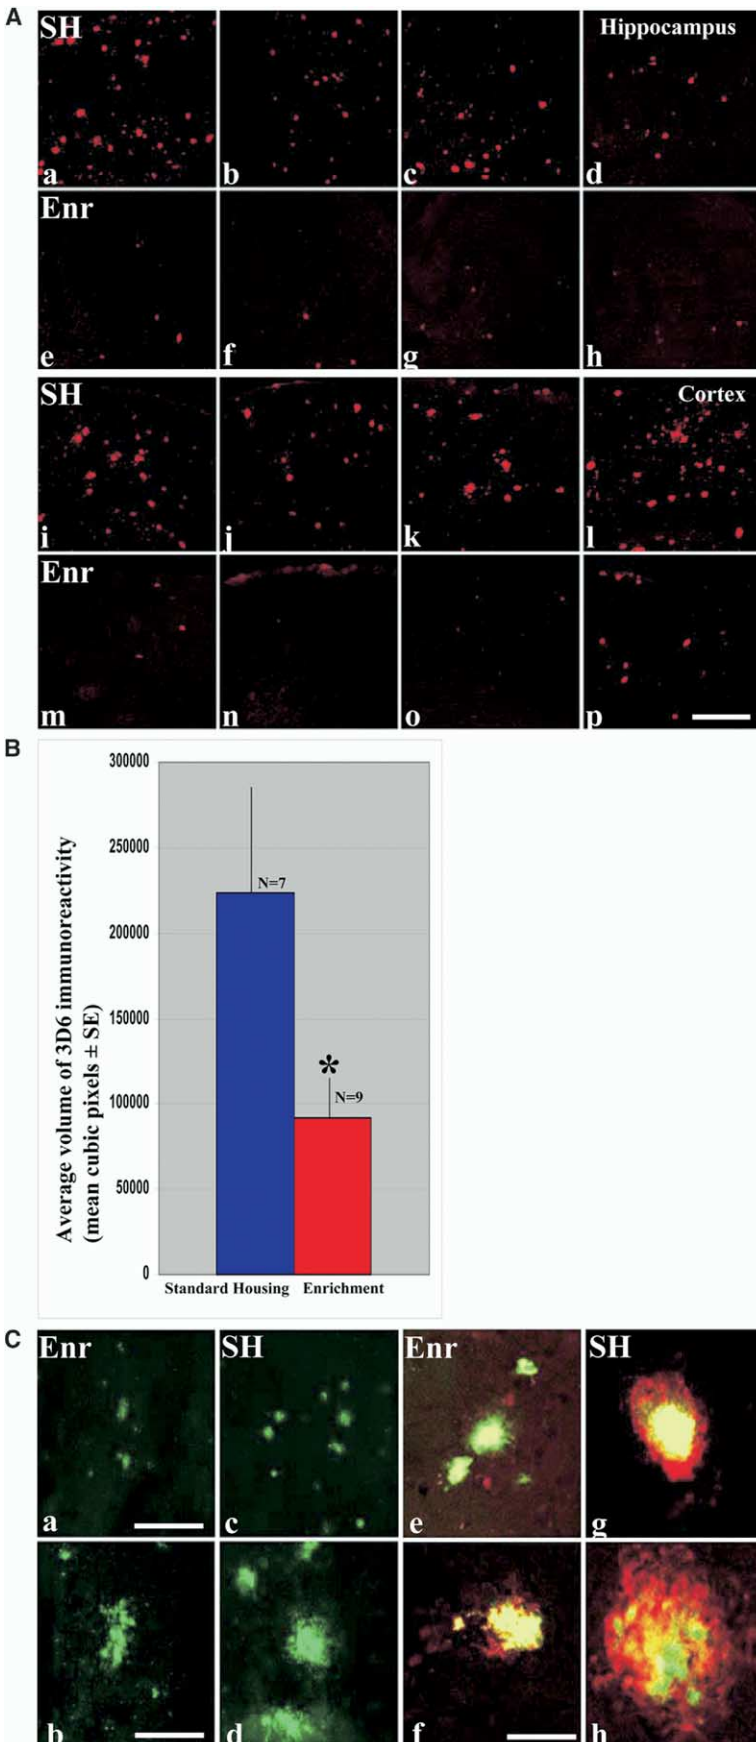 A
SH
Hippocampus
a b c d
Enr
e f g h
SH
Cortex
i j k l
Enr
m n o p
B
Average volume of 3D6 immunoreactivity
(mean cubic pixels ± SE)
300000
250000
200000
150000
100000
50000
0
N=7
*
N=9
Standard Housing Enrichment
C
Enr SH Enr SH
a c e g
b d f h